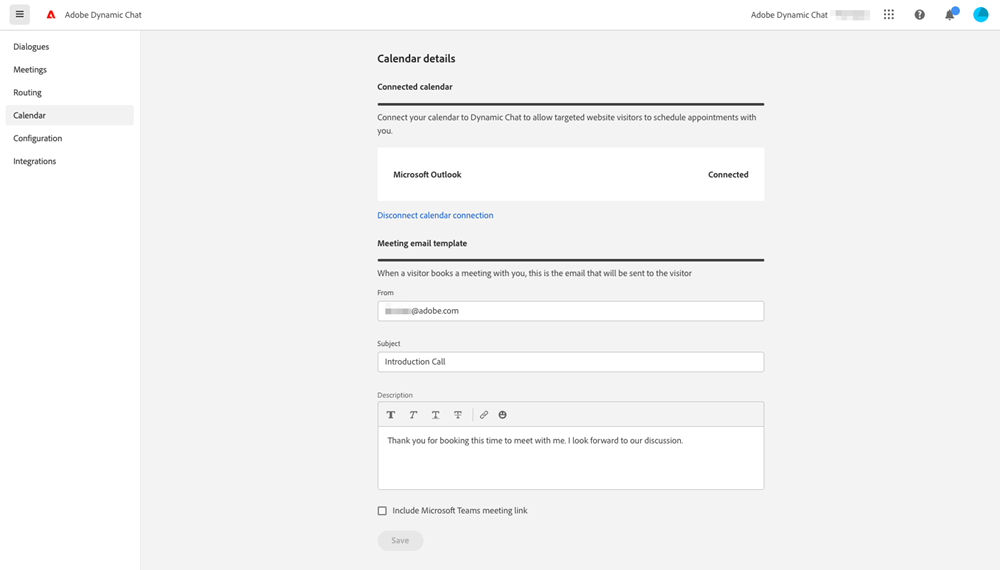 Adobe Dynamic Chat
Adobe Dynamic Chat
Dialogues
Meetings
Routing
Calendar
Configuration
Integrations
Calendar details
Connected calendar
Connect your calendar to Dynamic Chat to allow targeted website visitors to schedule appointments with
you.
Microsoft Outlook
Connected
Disconnect calendar connection
Meeting email template
When a visitor books a meeting with you, this is the email that will be sent to the visitor
From
@adobe.com
Subject
Introduction Call
Description
T T T T
Thank you for booking this time to meet with me. I look forward to our discussion.
Include Microsoft Teams meeting link
Save